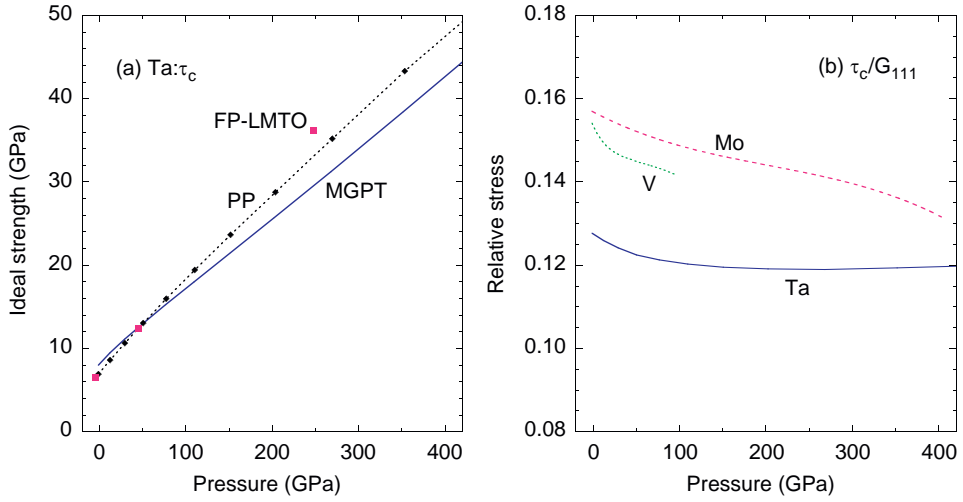 (a) Ta:τc
FP-LMTO
PP
MGPT
Ideal strength (GPa)
50
40
30
20
10
0
0 100 200 300 400
Pressure (GPa)
(b) τc/G111
Mo
V
Ta
Relative stress
0.18
0.16
0.14
0.12
0.10
0.08
0 100 200 300 400
Pressure (GPa)